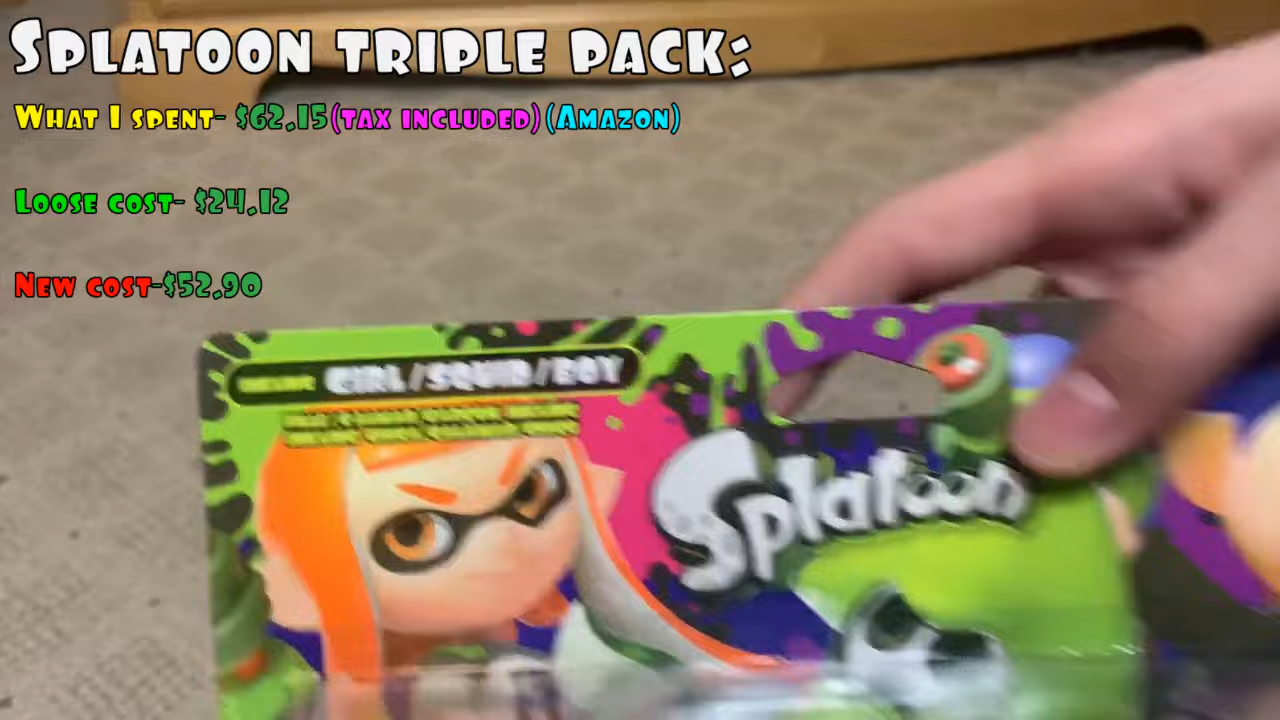 Splatoon triple pack:
What I spent- $62.15(tax included)(Amazon)
Loose cost- $24.12
New cost-$52.90
GIRL/SQUID/BOY
Splatoon